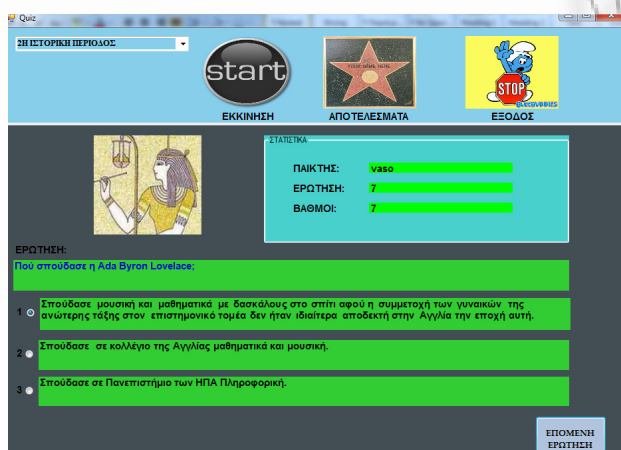 Quiz
2Η ΙΣΤΟΡΙΚΗ ΠΕΡΙΟΔΟΣ
start
YOUR NAME HERE
STOP
ΕΚΚΙΝΗΣΗ
ΑΠΟΤΕΛΕΣΜΑΤΑ
ΕΞΟΔΟΣ
ΣΤΑΤΙΣΤΙΚΑ
ΠΑΙΚΤΗΣ: vaso
ΕΡΩΤΗΣΗ: 7
ΒΑΘΜΟΙ: 7
ΕΡΩΤΗΣΗ:
Πού σπούδασε η Ada Byron Lovelace;
1 Σπούδασε μουσική και μαθηματικά με δασκάλους στο σπίτι αφού η συμμετοχή των γυναικών της
ανώτερης τάξης στον επιστημονικό τομέα δεν ήταν ιδιαίτερα αποδεκτή στην Αγγλία την εποχή αυτή.
2 Σπούδασε σε κολλέγιο της Αγγλίας μαθηματικά και μουσική.
3 Σπούδασε σε Πανεπιστήμιο των ΗΠΑ Πληροφορική.
ΕΠΟΜΕΝΗ
ΕΡΩΤΗΣΗ